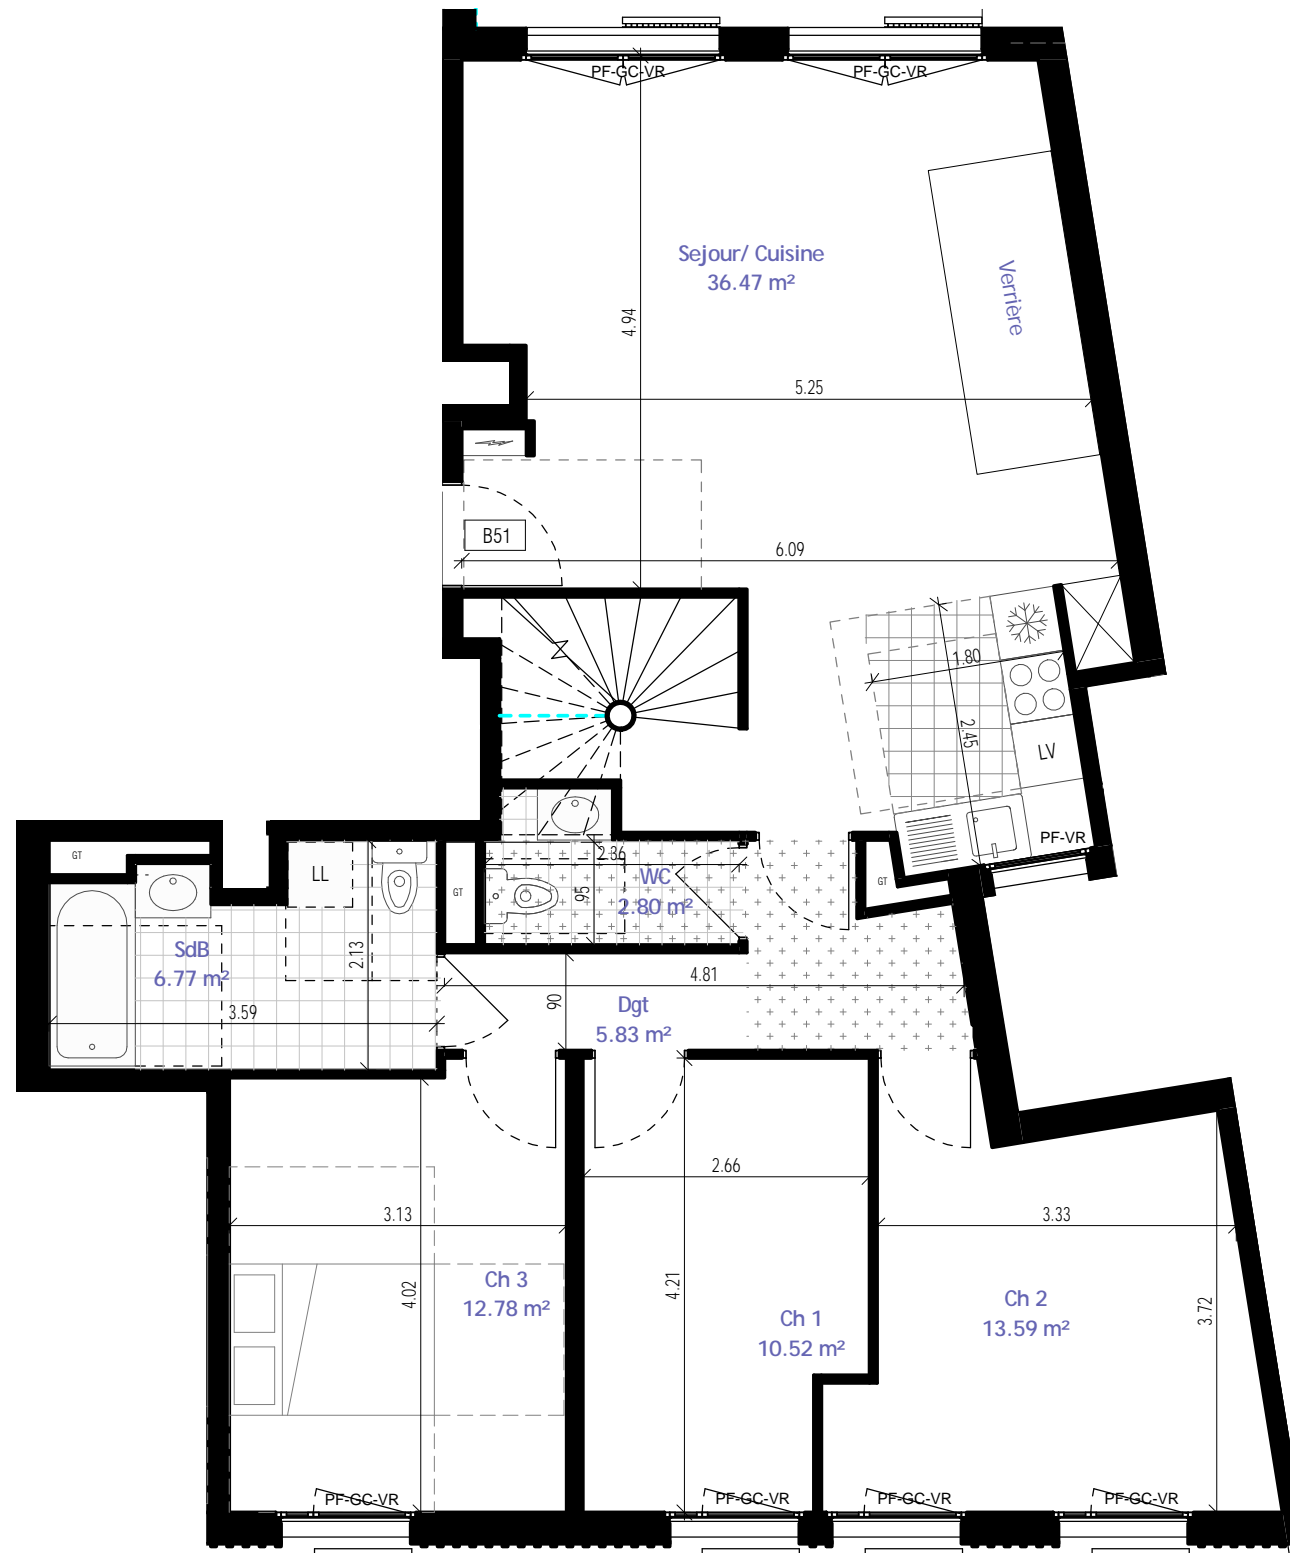 PF-GC-VR
PF-GC-VR
Sejour/ Cuisine
36.47 m²
Verrière
4.94
5.25
B51
6.09
1.80
2.45
LV
PF-VR
GT
LL
GT
2.36
WC
2.80 m²
95
GT
SdB
6.77 m²
2.13
3.59
4.81
90
Dgt
5.83 m²
2.66
3.13
3.33
4.02
Ch 3
12.78 m²
4.21
Ch 1
10.52 m²
Ch 2
13.59 m²
3.72
PF-GC-VR
PF-GC-VR
PF-GC-VR
PF-GC-VR